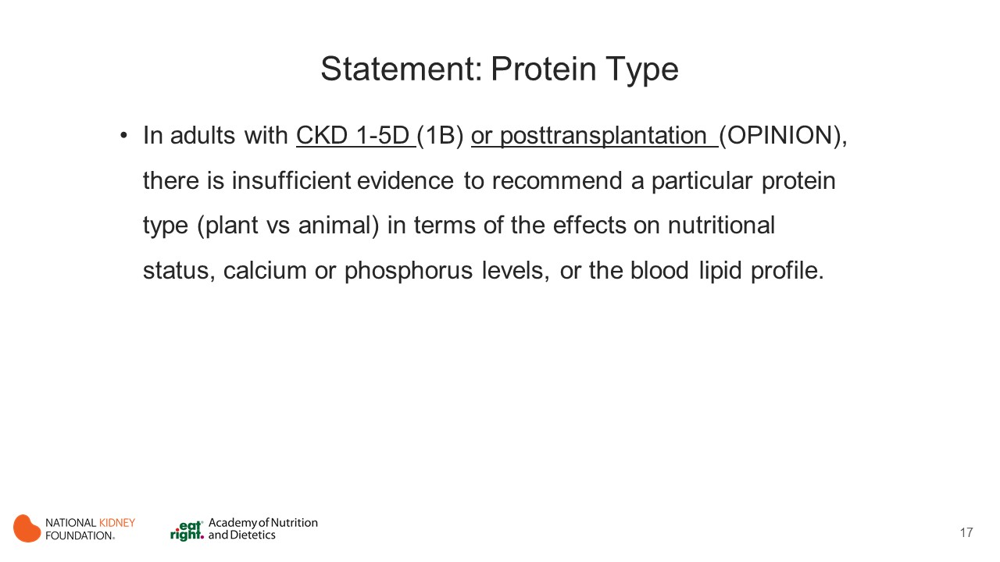 Statement: Protein Type
• In adults with CKD 1-5D (1B) or posttransplantation (OPINION),
there is insufficient evidence to recommend a particular protein
type (plant vs animal) in terms of the effects on nutritional
status, calcium or phosphorus levels, or the blood lipid profile.
NATIONAL KIDNEY
FOUNDATION®
eat
right.
Academy of Nutrition
and Dietetics
17